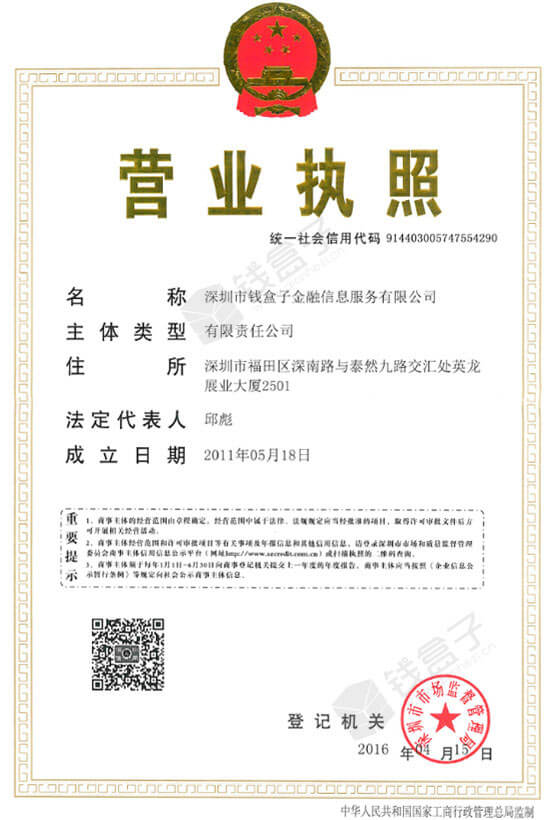 营业执照
统一社会信用代码 914403005747554290
名称 深圳市钱盒子金融信息服务有限公司
主体类型 有限责任公司
住所 深圳市福田区深南路与泰然九路交汇处英龙
展业大厦2501
法定代表人 邱彪
成立日期 2011年05月18日
重要提示
1、商事主体的经营范围由章程确定。经营范围中属于法律、法规规定应当经批准的项目，取得许可审批文件后方
可开展相关经营活动。
2、商事主体经营范围和许可审批项目等有关事项及年报信息和其他信用信息，请登录深圳市市场和质量监督管理
委员会商事主体信用信息公示平台（网址http://www.szcredit.com.cn）或扫描执照的二维码查询。
3、商事主体须于每年1月1日-6月30日向商事登记机关提交上一年度的年度报告。商事主体应当按照《企业信息公
示暂行条例》等规定向社会公示商事主体信息。
钱盒子
钱盒子
登记机关
深圳市市场监督管理局
2016 年 04 月 15 日
中华人民共和国国家工商行政管理总局监制